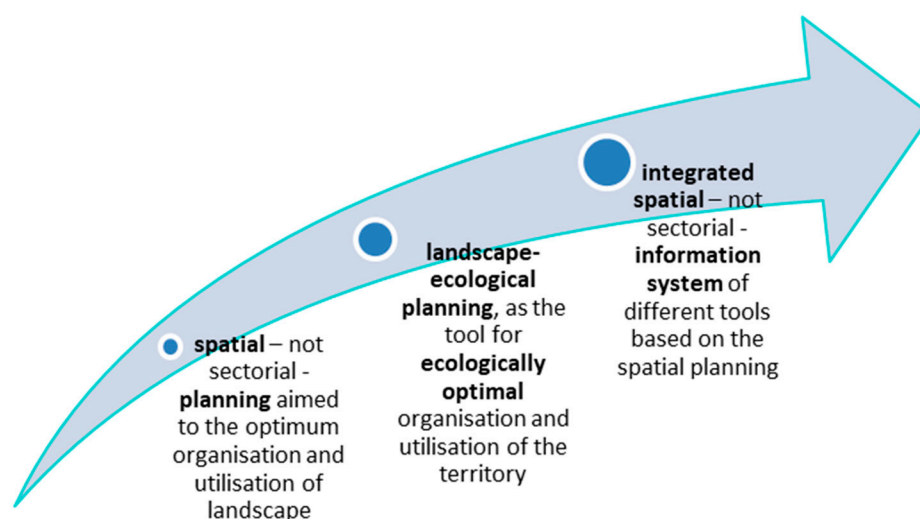 spatial – not
sectorial -
planning aimed
to the optimum
organisation and
utilisation of
landscape
landscape-
ecological
planning, as the
tool for
ecologically
optimal
organisation and
utilisation of the
territory
integrated
spatial – not
sectorial -
information
system of
different tools
based on the
spatial planning